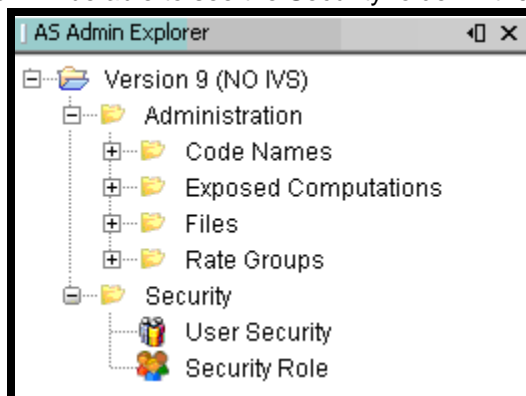 AS Admin Explorer
Version 9 (NO IVS)
Administration
Code Names
Exposed Computations
Files
Rate Groups
Security
User Security
Security Role